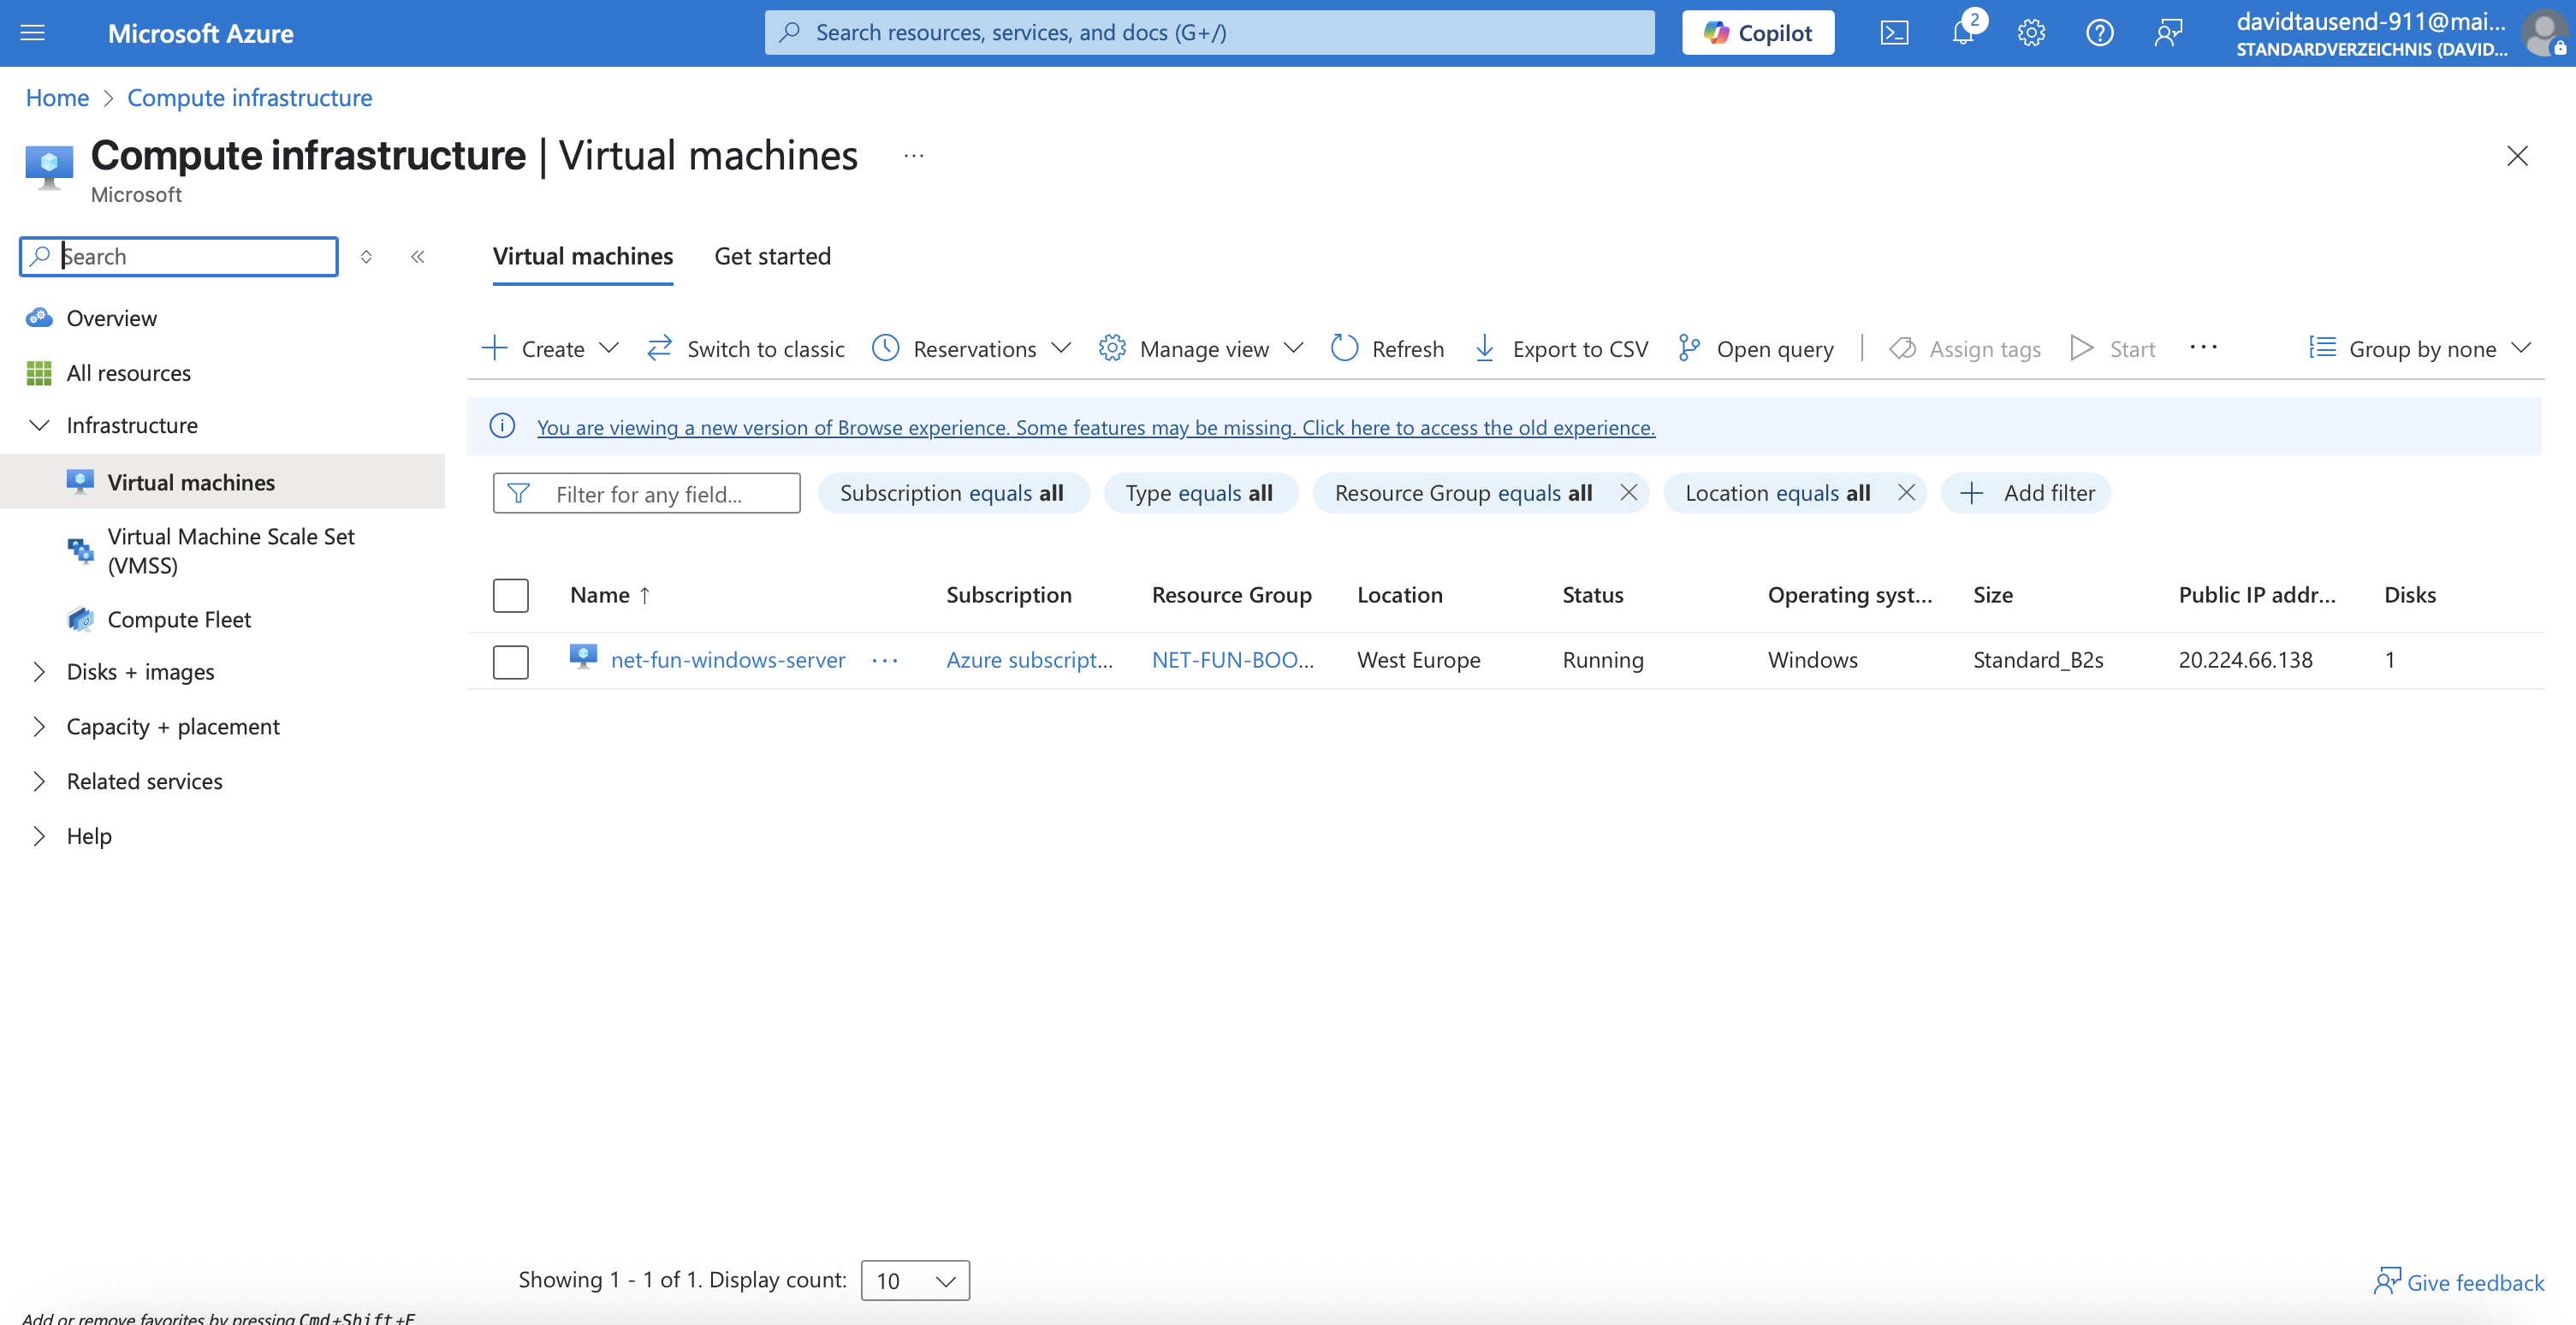 Microsoft Azure
Search resources, services, and docs (G+/)
Copilot
2
davidtausend-911@mai...
STANDARDVERZEICHNIS (DAVID...
Home > Compute infrastructure
Compute infrastructure | Virtual machines ...
Microsoft
Search
Overview
All resources
Infrastructure
Virtual machines
Virtual Machine Scale Set
(VMSS)
Compute Fleet
Disks + images
Capacity + placement
Related services
Help
Virtual machines Get started
Create Switch to classic Reservations Manage view Refresh Export to CSV Open query | Assign tags Start ... Group by none
You are viewing a new version of Browse experience. Some features may be missing. Click here to access the old experience.
Filter for any field... Subscription equals all Type equals all Resource Group equals all Location equals all Add filter
Name ↑ Subscription Resource Group Location Status Operating syst... Size Public IP addr... Disks
net-fun-windows-server ... Azure subscript... NET-FUN-BOO... West Europe Running Windows Standard_B2s 20.224.66.138 1
Showing 1 - 1 of 1. Display count: 10
Give feedback
Add or remove favorites by pressing Cmd+Shift+F